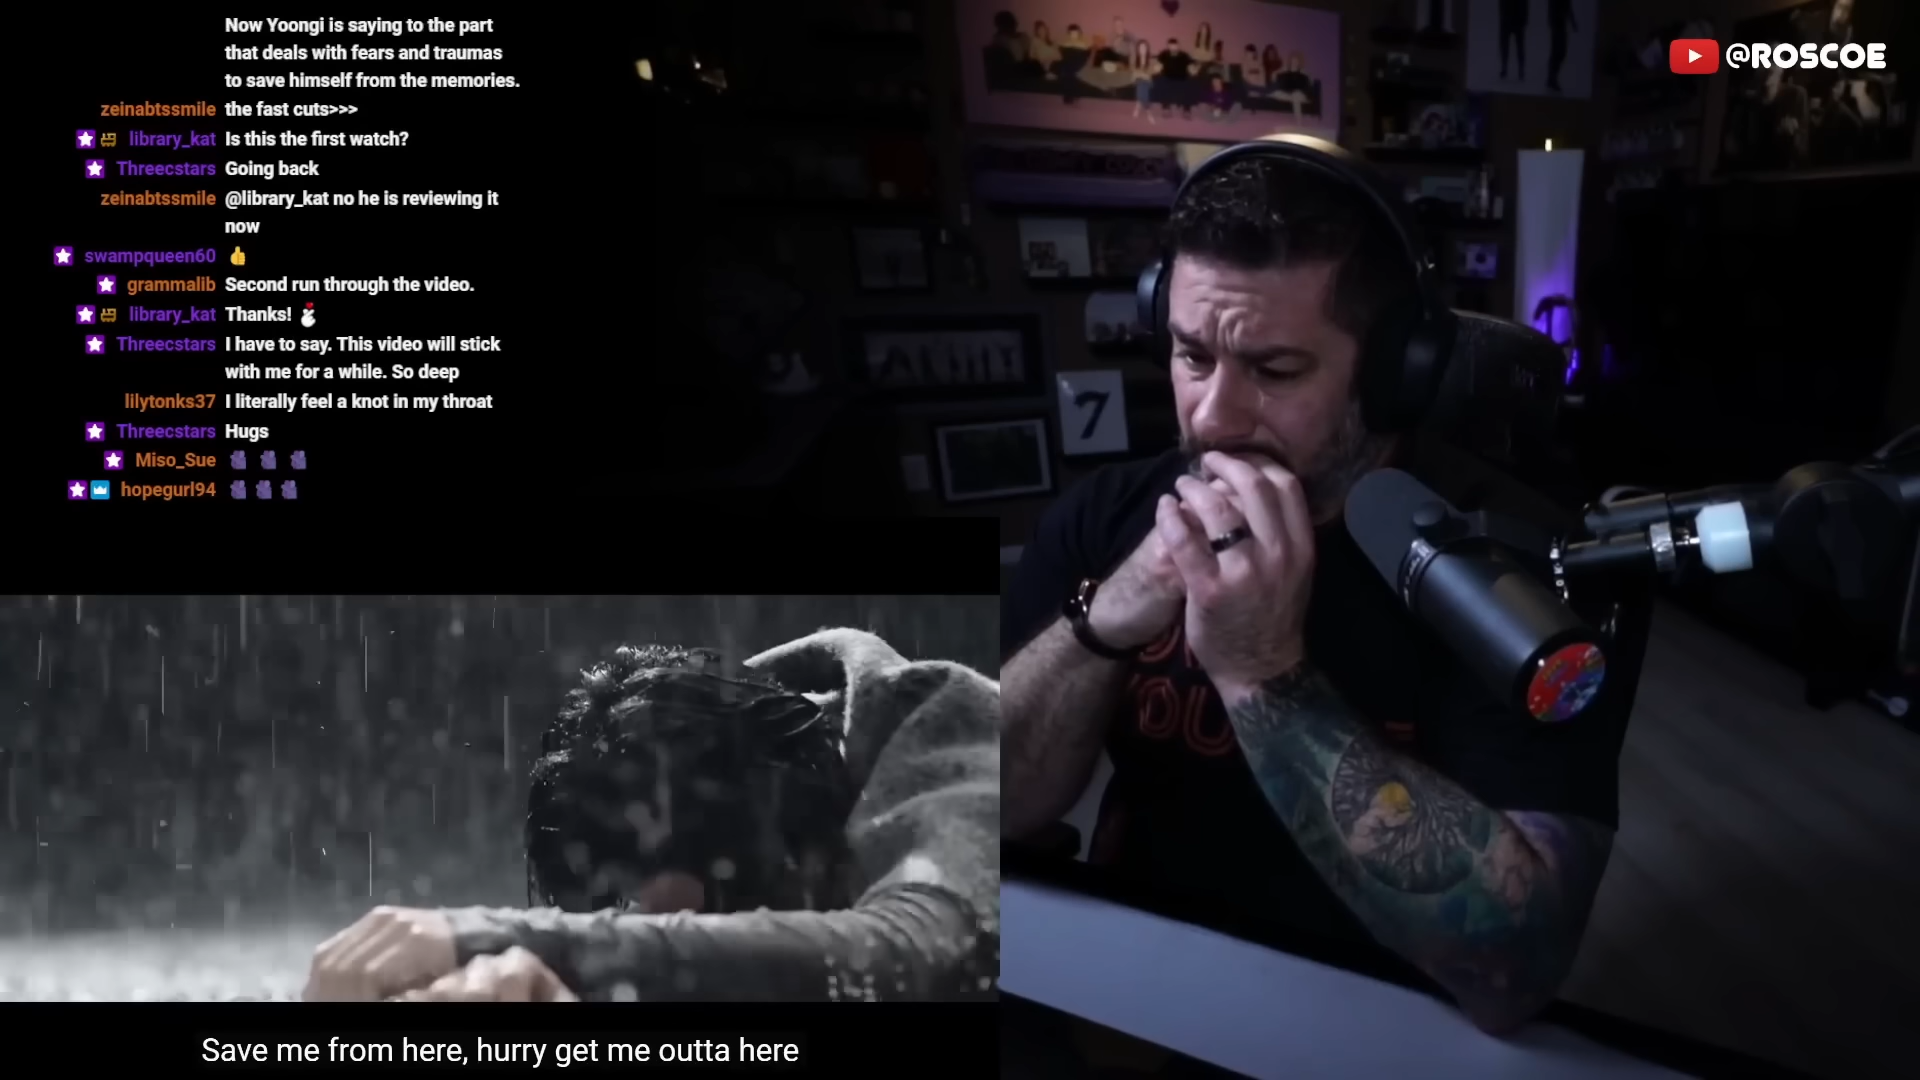 Now Yoongi is saying to the part
that deals with fears and traumas
to save himself from the memories.
zeinabtssmile the fast cuts>>>
library_kat Is this the first watch?
Threecstars Going back
zeinabtssmile @library_kat no he is reviewing it
now
swampqueen60 👍
grammalib Second run through the video.
library_kat Thanks!
Threecstars I have to say. This video will stick
with me for a while. So deep
lilytonks37 I literally feel a knot in my throat
Threecstars Hugs
Miso_Sue
hopegurl94
@ROSCOE
7
Save me from here, hurry get me outta here